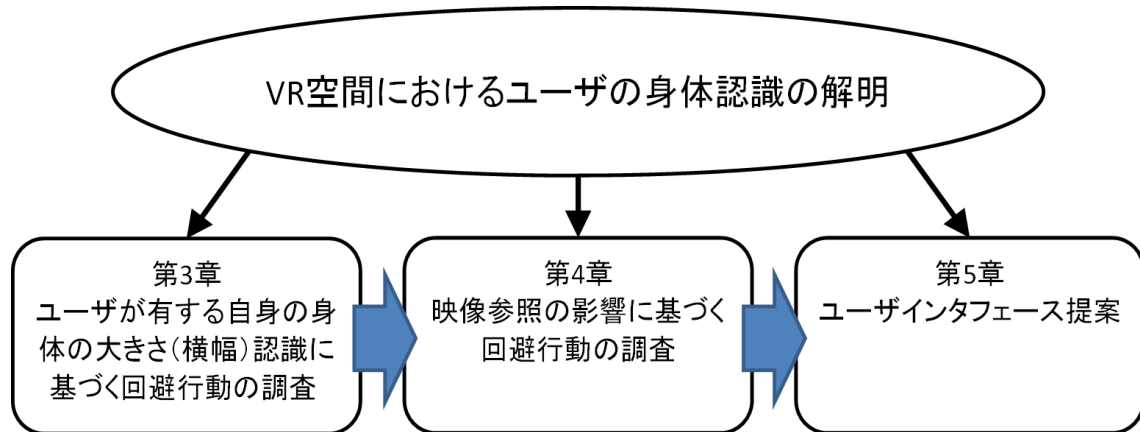 VR空間におけるユーザの身体認識の解明
第3章
ユーザが有する自身の身
体の大きさ(横幅)認識に
基づく回避行動の調査
第4章
映像参照の影響に基づく
回避行動の調査
第5章
ユーザインタフェース提案